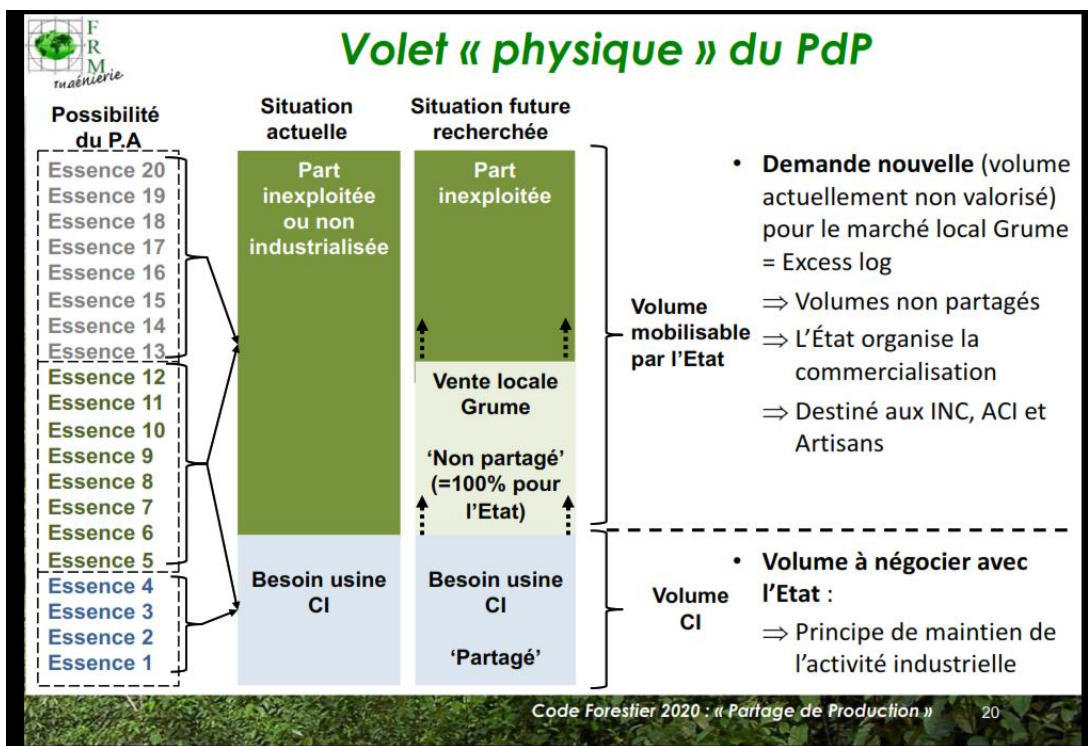 F
R
M
Ingénierie
Volet « physique » du PdP
Possibilité
du P.A
Situation
actuelle
Situation future
recherchée
Essence 20
Essence 19
Essence 18
Essence 17
Essence 16
Essence 15
Essence 14
Essence 13
Essence 12
Essence 11
Essence 10
Essence 9
Essence 8
Essence 7
Essence 6
Essence 5
Essence 4
Essence 3
Essence 2
Essence 1
Part
inexploitée
ou non
industrialisée
Besoin usine
CI
Part
inexploitée
Vente locale
Grume
‘Non partagé’
(=100% pour
l’Etat)
Besoin usine
CI
‘Partagé’
Volume
mobilisable
par l’Etat
Volume
CI
• Demande nouvelle (volume
actuellement non valorisé)
pour le marché local Grume
= Excess log
⇒ Volumes non partagés
⇒ L’État organise la
commercialisation
⇒ Destiné aux INC, ACI et
Artisans
• Volume à négocier avec
l’Etat :
⇒ Principe de maintien de
l’activité industrielle
Code Forestier 2020 : « Partage de Production »
20